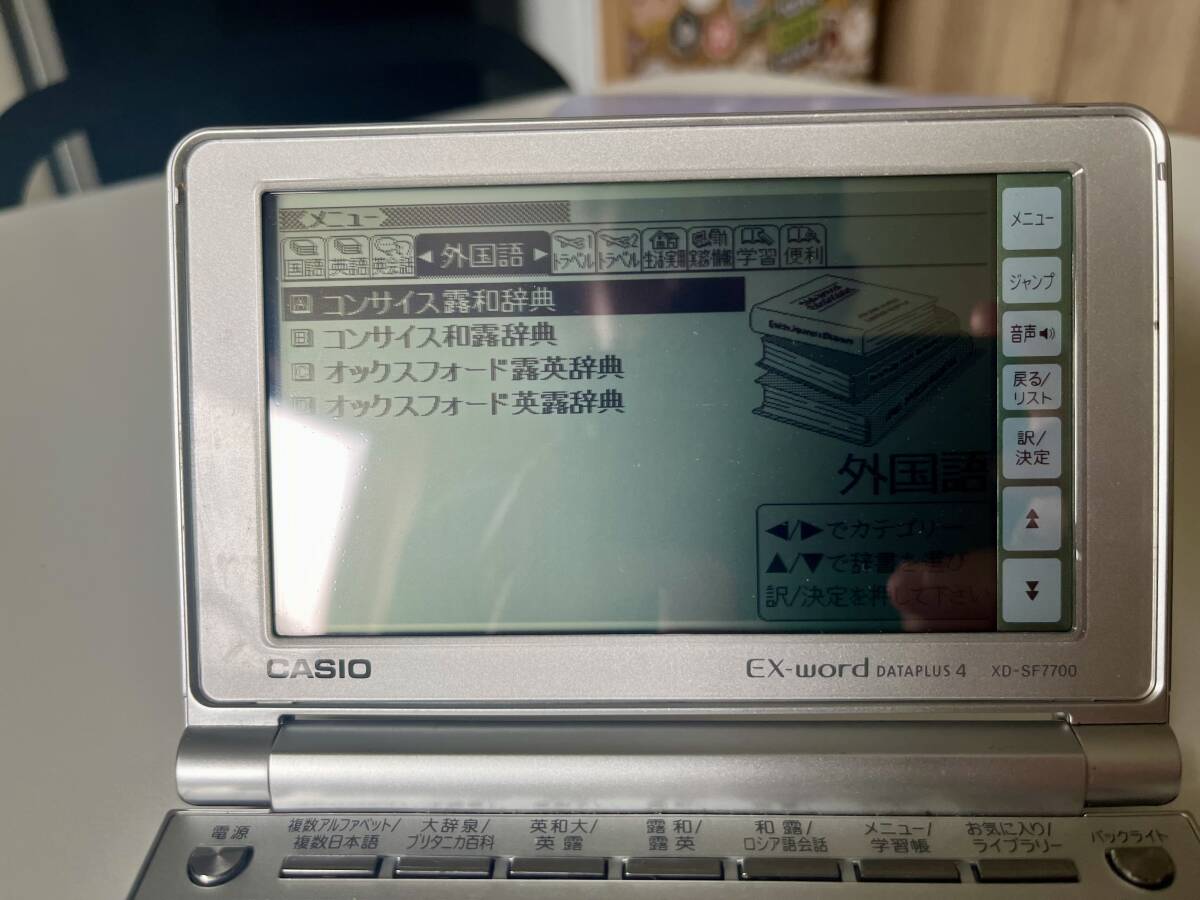 メニュー
国語 英語 英会話 ◀外国語▶ トラベル1 トラベル2 生活実用 学習 便利
A コンサイス露和辞典
B コンサイス和露辞典
C オックスフォード露英辞典
D オックスフォード英露辞典
外国語
◀/▶でカテゴリー
▲/▼で辞書を選び
訳/決定を押して下さい
メニュー
ジャンプ
音声
戻る/
リスト
訳/
決定
CASIO
EX-word DATAPLUS 4 XD-SF7700
電源
複数アルファベット/
複数日本語
大辞泉/
ブリタニカ百科
英和大/
英露
露和/
露英
和露/
ロシア語会話
メニュー/
学習帳
お気に入り/
ライブラリー
バックライト